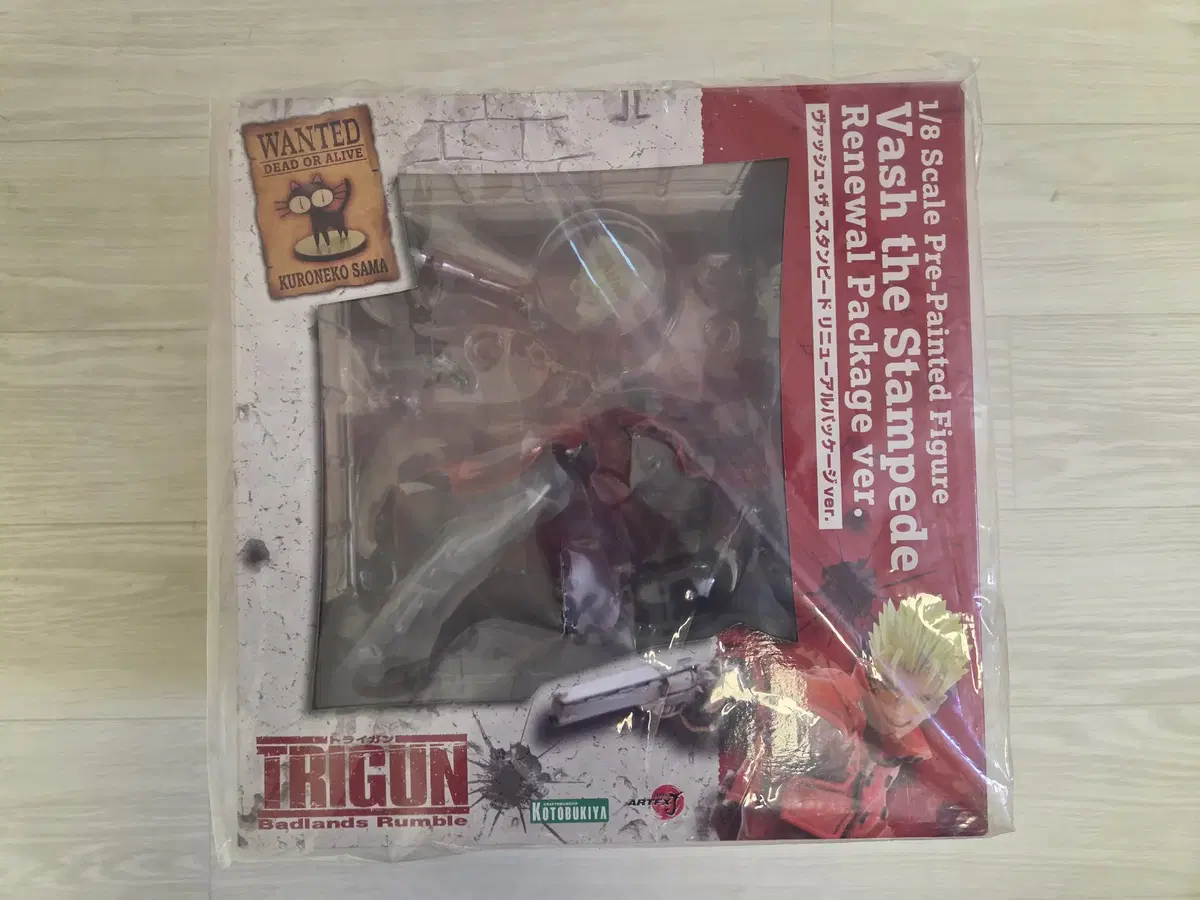 WANTED
DEAD OR ALIVE
KURONEKO SAMA
1/8 Scale Pre-Painted Figure
Vash the Stampede
Renewal Package ver.
ヴァッシュ・ザ・スタンピード リニューアルパッケージver.
トライガン
TRIGUN
Badlands Rumble
KOTOBUKIYA
ARTFX J